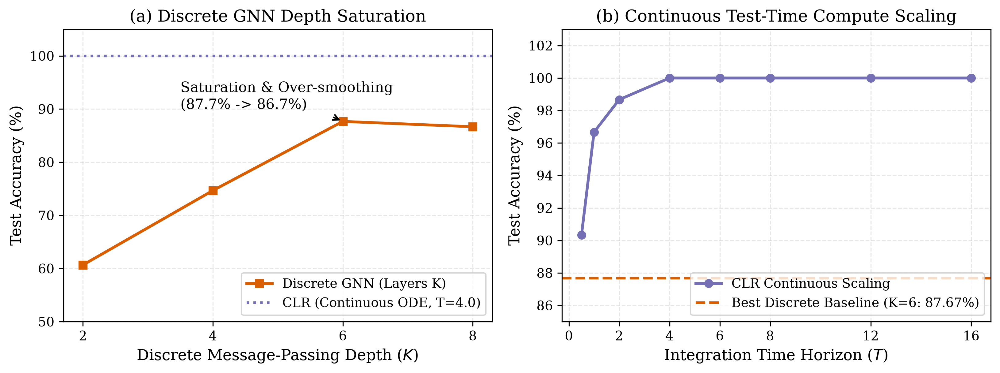 (a) Discrete GNN Depth Saturation
Test Accuracy (%)
100
90
80
70
60
50
Saturation & Over-smoothing
(87.7% -> 86.7%)
Discrete GNN (Layers K)
CLR (Continuous ODE, T=4.0)
2 4 6 8
Discrete Message-Passing Depth (K)
(b) Continuous Test-Time Compute Scaling
Test Accuracy (%)
102
100
98
96
94
92
90
88
86
CLR Continuous Scaling
Best Discrete Baseline (K=6: 87.67%)
0 2 4 6 8 12 16
Integration Time Horizon (T)